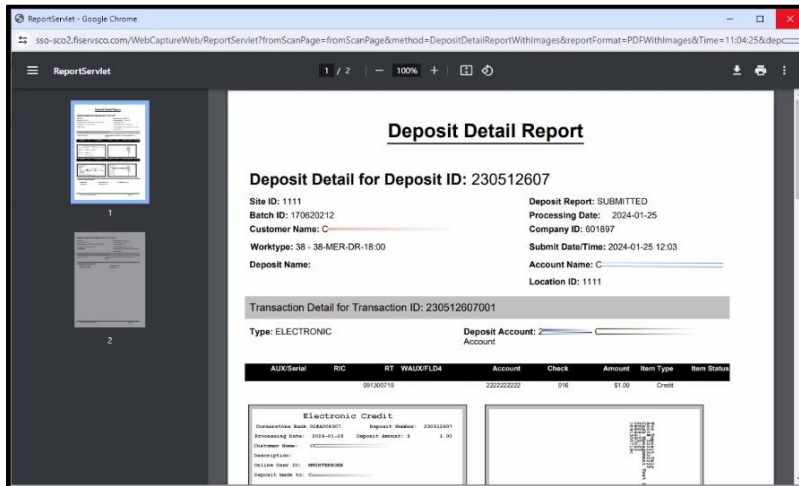 ReportServlet - Google Chrome
sso-sco2.fiservsco.com/WebCaptureWeb/ReportServlet?fromScanPage=fromScanPage&method=DepositDetailReportWithImages&reportFormat=PDFWithImages&Time=11:04:25&depc
ReportServlet
1 / 2
100%
1
2
Deposit Detail Report
Deposit Detail for Deposit ID: 230512607
Site ID: 1111
Deposit Report: SUBMITTED
Batch ID: 170620212
Processing Date: 2024-01-25
Customer Name: C
Company ID: 601897
Worktype: 38 - 38-MER-DR-18:00
Submit Date/Time: 2024-01-25 12:03
Deposit Name:
Account Name: C
Location ID: 1111
Transaction Detail for Transaction ID: 230512607001
Type: ELECTRONIC
Deposit Account: 2
Account
AUX/Serial RIC RT WAUX/FLD4 Account Check Amount Item Type Item Status
091300719 2222222222 016 $1.00 Credit
Electronic Credit
Cornerstone Bank Deposit Number: 230512607
Processing Date: 2024-01-25 Deposit Amount: $ 1.00
Customer Name:
Description:
Online User ID:
Deposit made to: C